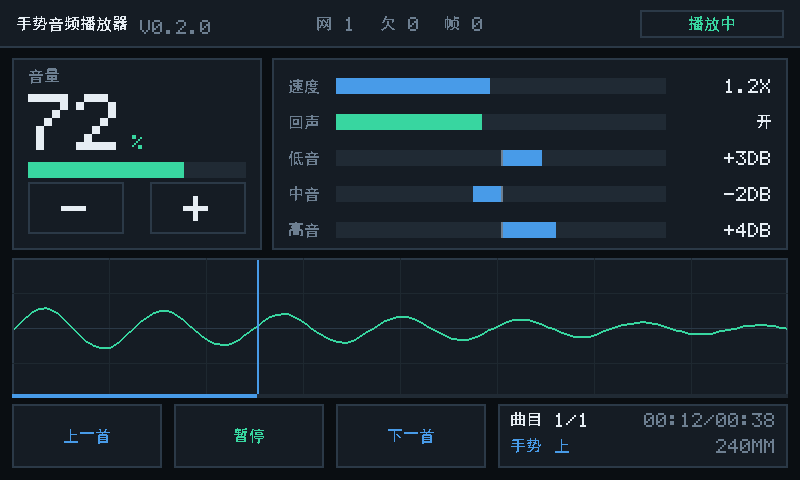 手势音频播放器 V0.2.0 网 1 欠 0 帧 0 播放中
音量
72 %
− +
速度 1.2X
回声 开
低音 +3DB
中音 −2DB
高音 +4DB
上一首 暂停 下一首
曲目 1/1 00:12/00:38
手势 上 240MM